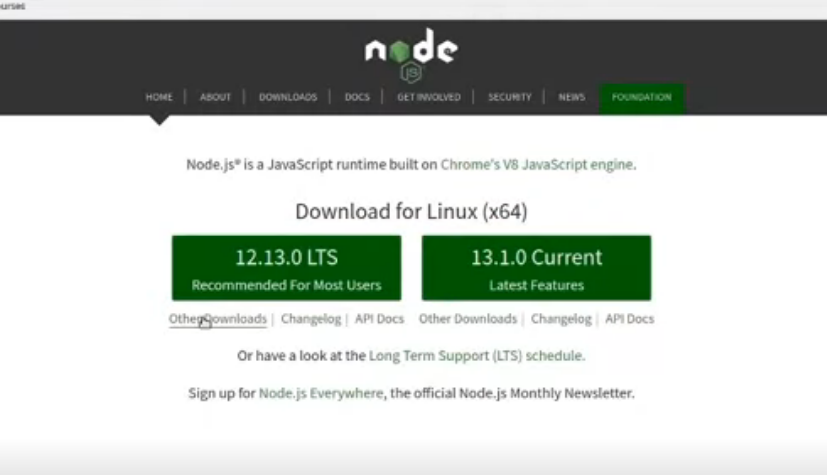 node
JS
HOME | ABOUT | DOWNLOADS | DOCS | GET INVOLVED | SECURITY | NEWS FOUNDATION
Node.js® is a JavaScript runtime built on Chrome's V8 JavaScript engine.
Download for Linux (x64)
12.13.0 LTS
Recommended For Most Users
13.1.0 Current
Latest Features
Other Downloads | Changelog | API Docs
Other Downloads | Changelog | API Docs
Or have a look at the Long Term Support (LTS) schedule.
Sign up for Node.js Everywhere, the official Node.js Monthly Newsletter.